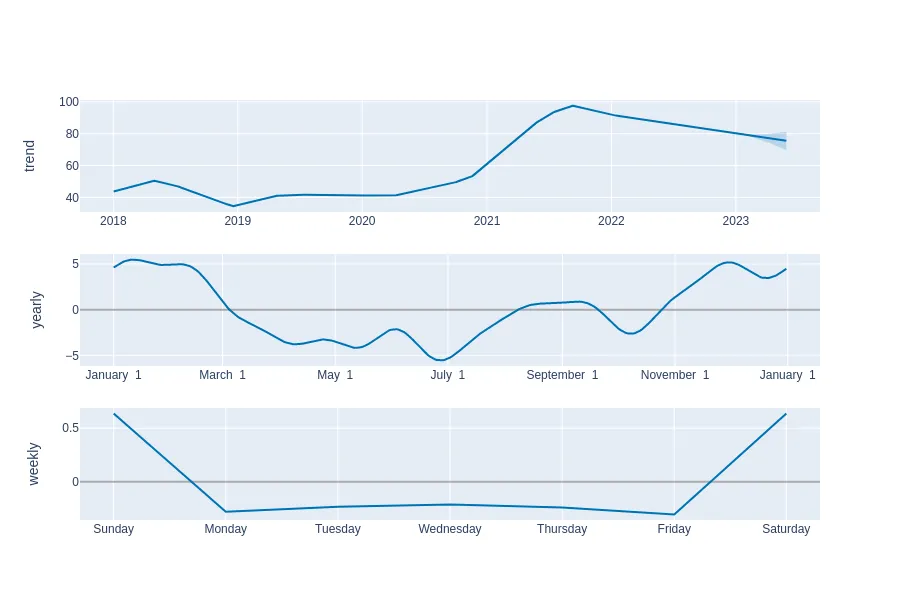 trend
100
80
60
40
2018 2019 2020 2021 2022 2023
yearly
5
0
−5
January 1 March 1 May 1 July 1 September 1 November 1 January 1
weekly
0.5
0
Sunday Monday Tuesday Wednesday Thursday Friday Saturday